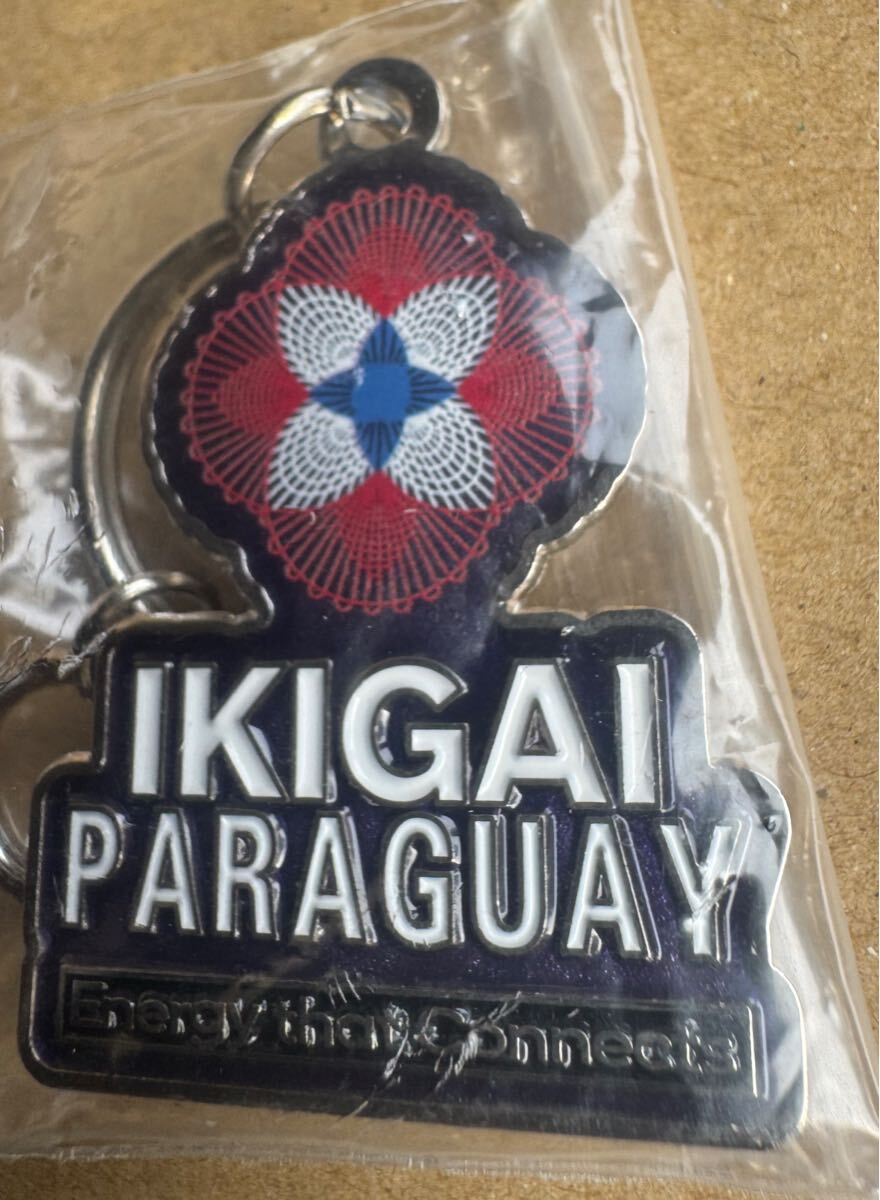 IKIGAI
PARAGUAY
Energy that Connects